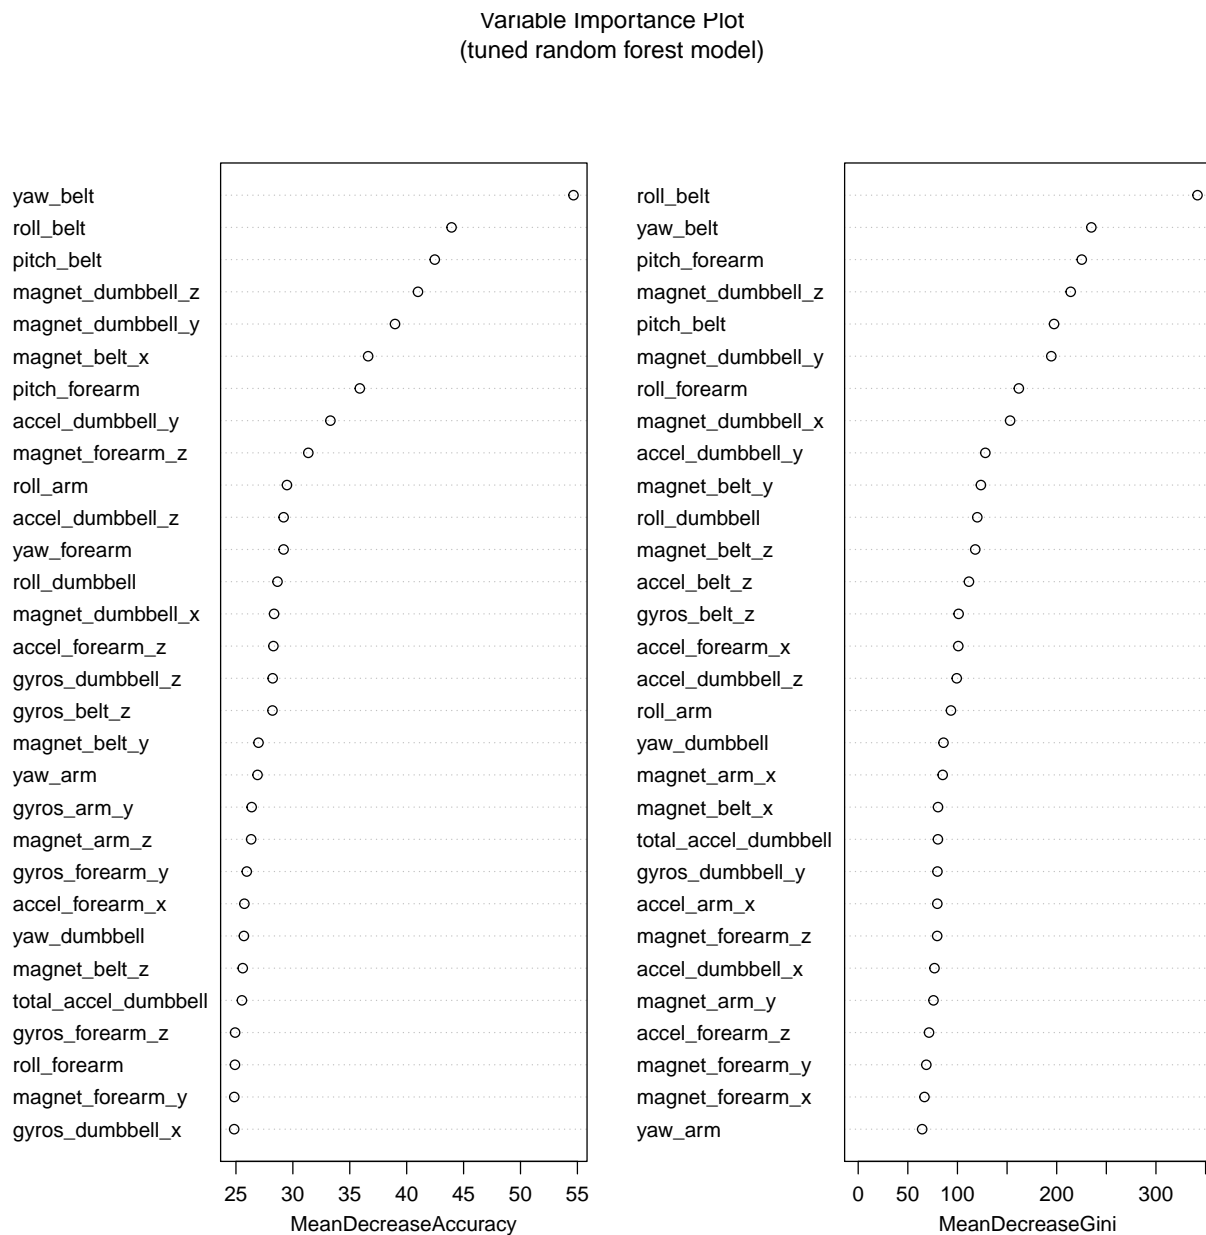 Variable Importance Plot
(tuned random forest model)
yaw_belt
roll_belt
pitch_belt
magnet_dumbbell_z
magnet_dumbbell_y
magnet_belt_x
pitch_forearm
accel_dumbbell_y
magnet_forearm_z
roll_arm
accel_dumbbell_z
yaw_forearm
roll_dumbbell
magnet_dumbbell_x
accel_forearm_z
gyros_dumbbell_z
gyros_belt_z
magnet_belt_y
yaw_arm
gyros_arm_y
magnet_arm_z
gyros_forearm_y
accel_forearm_x
yaw_dumbbell
magnet_belt_z
total_accel_dumbbell
gyros_forearm_z
roll_forearm
magnet_forearm_y
gyros_dumbbell_x
25 30 35 40 45 50 55
MeanDecreaseAccuracy
roll_belt
yaw_belt
pitch_forearm
magnet_dumbbell_z
pitch_belt
magnet_dumbbell_y
roll_forearm
magnet_dumbbell_x
accel_dumbbell_y
magnet_belt_y
roll_dumbbell
magnet_belt_z
accel_belt_z
gyros_belt_z
accel_forearm_x
accel_dumbbell_z
roll_arm
yaw_dumbbell
magnet_arm_x
magnet_belt_x
total_accel_dumbbell
gyros_dumbbell_y
accel_arm_x
magnet_forearm_z
accel_dumbbell_x
magnet_arm_y
accel_forearm_z
magnet_forearm_y
magnet_forearm_x
yaw_arm
0 50 100 200 300
MeanDecreaseGini